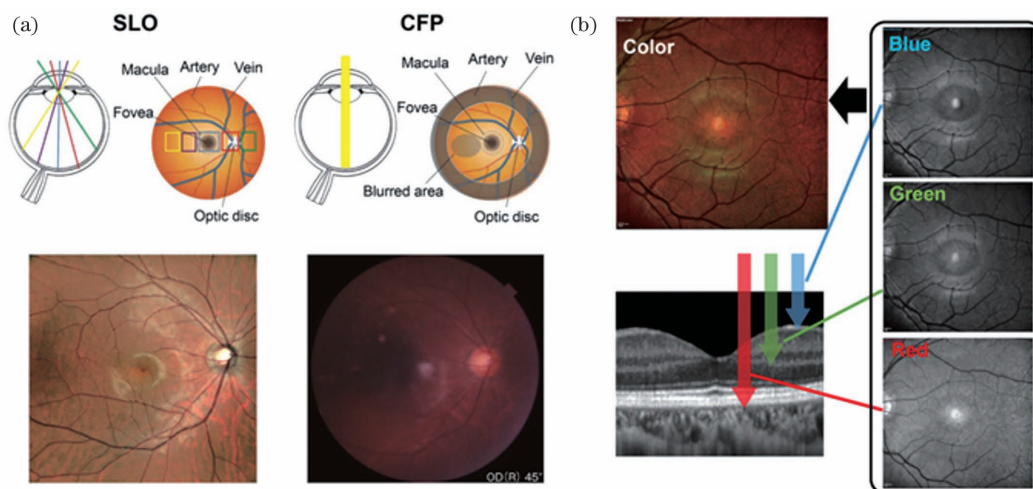 (a)
SLO
Macula
Artery
Vein
Fovea
Optic disc
CFP
Macula
Artery
Vein
Fovea
Blurred area
Optic disc
OD(R) 45°
(b)
Color
Blue
Green
Red